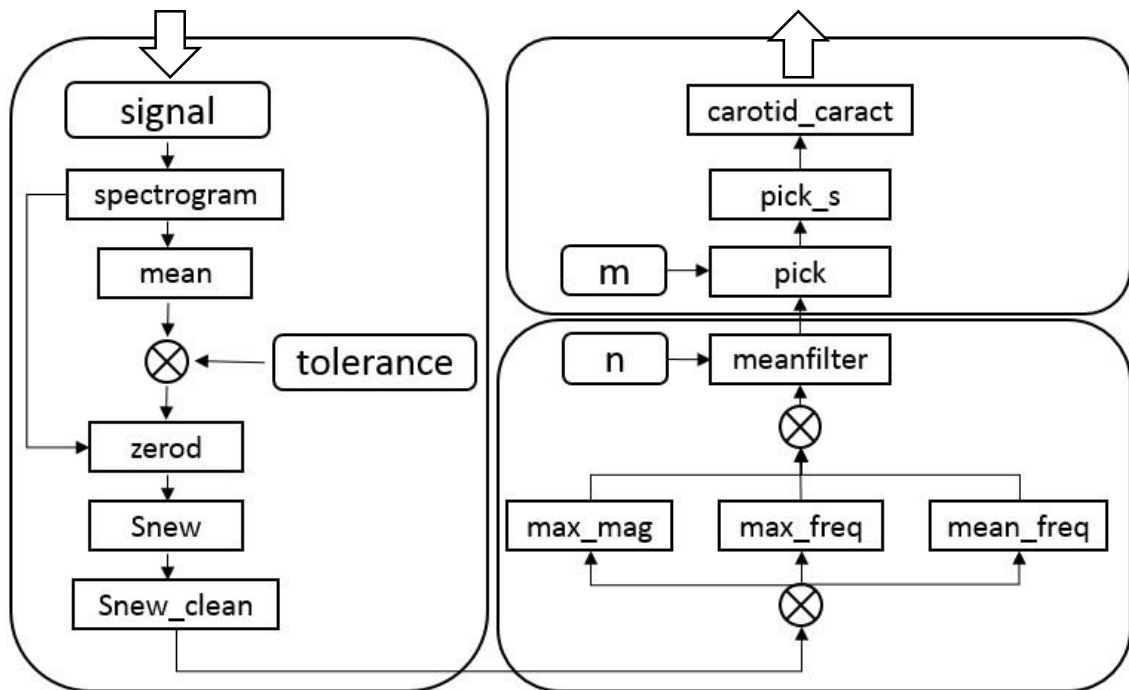 signal
spectrogram
mean
tolerance
zerod
Snew
Snew_clean
carotid_caract
pick_s
m
pick
n
meanfilter
max_mag
max_freq
mean_freq